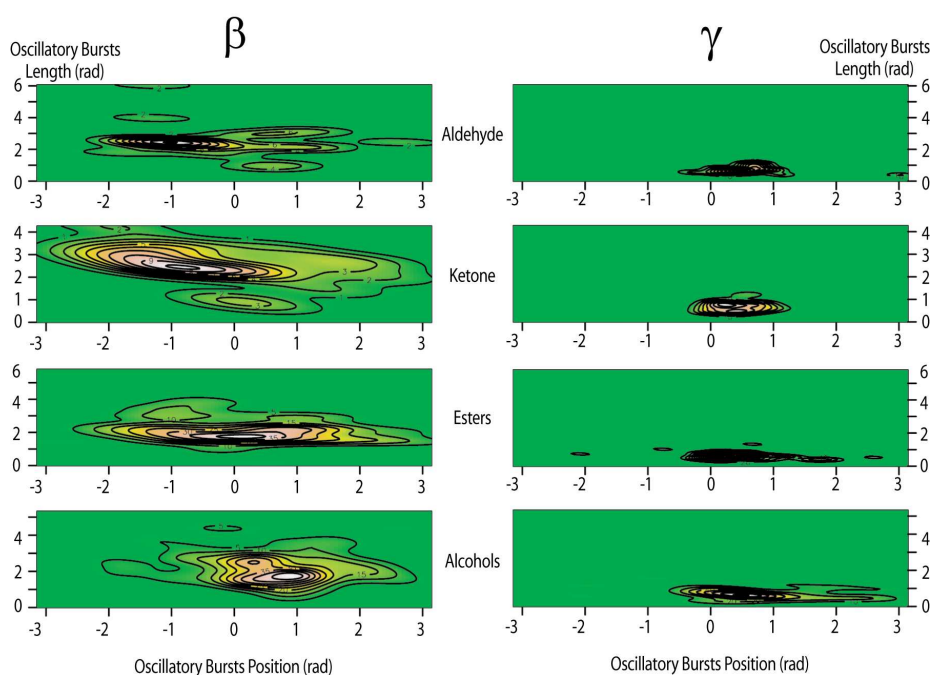 β
γ
Oscillatory Bursts
Length (rad)
Oscillatory Bursts
Length (rad)
6
4
2
0
-3 -2 -1 0 1 2 3
Aldehyde
6
4
2
0
-3 -2 -1 0 1 2 3
4
3
2
1
0
-3 -2 -1 0 1 2 3
Ketone
4
3
2
1
0
-3 -2 -1 0 1 2 3
6
4
2
0
-3 -2 -1 0 1 2 3
Esters
6
4
2
0
-3 -2 -1 0 1 2 3
4
2
0
-3 -2 -1 0 1 2 3
Alcohols
4
2
0
-3 -2 -1 0 1 2 3
Oscillatory Bursts Position (rad)
Oscillatory Bursts Position (rad)